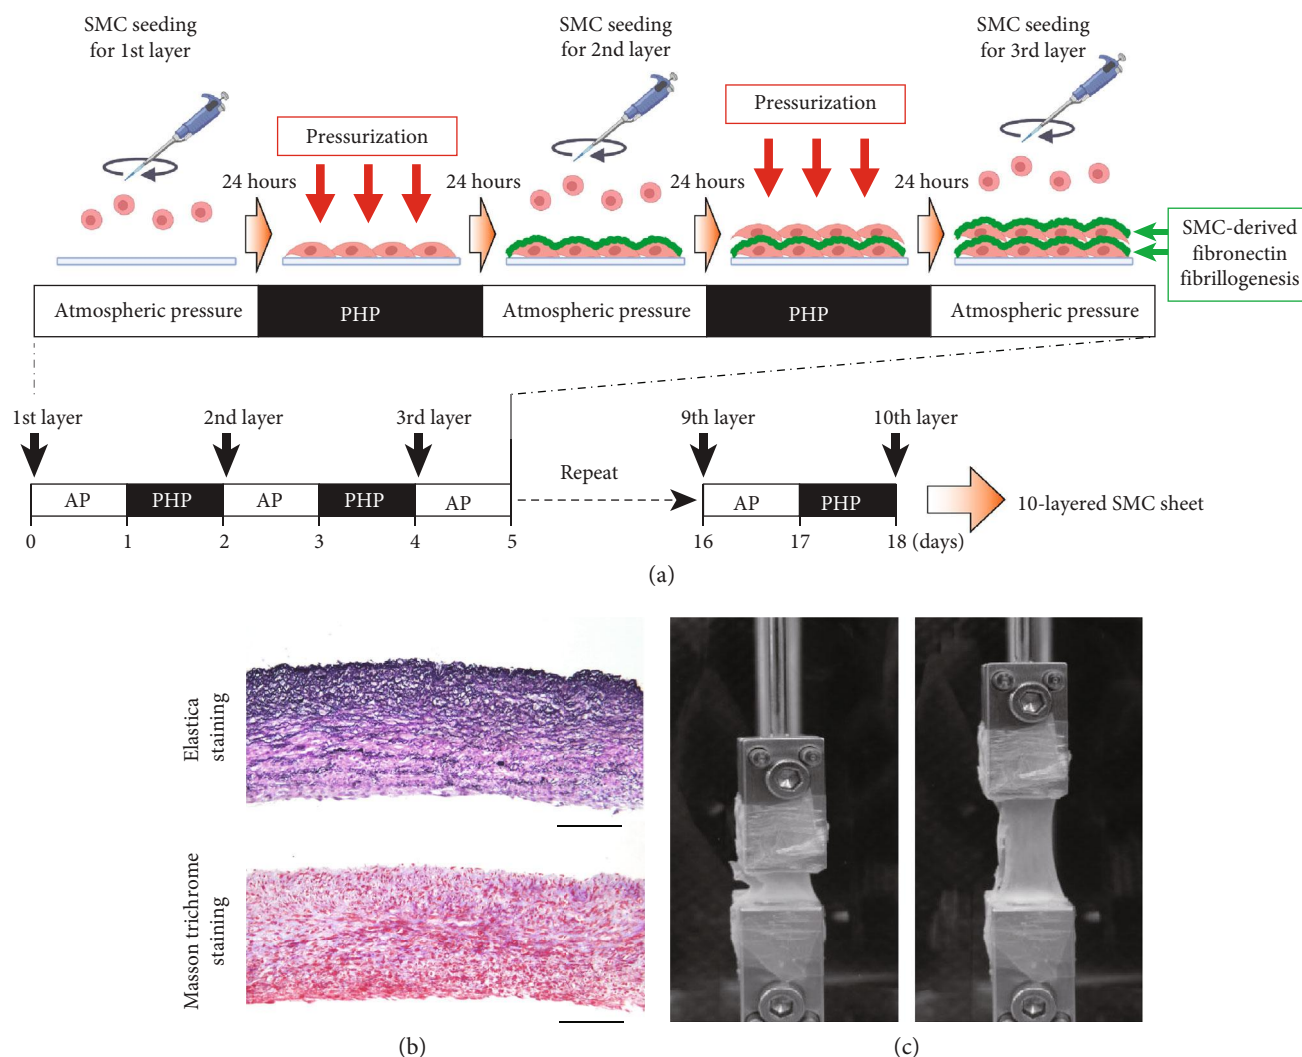 SMC seeding
for 1st layer
SMC seeding
for 2nd layer
SMC seeding
for 3rd layer
Pressurization
Pressurization
24 hours
24 hours
24 hours
24 hours
SMC-derived
fibronectin
fibrillogenesis
Atmospheric pressure
PHP
Atmospheric pressure
PHP
Atmospheric pressure
1st layer
2nd layer
3rd layer
9th layer
10th layer
Repeat
AP
PHP
AP
PHP
AP
AP
PHP
10-layered SMC sheet
0
1
2
3
4
5
16
17
18 (days)
(a)
Elastica
staining
Masson trichrome
staining
(b)
(c)